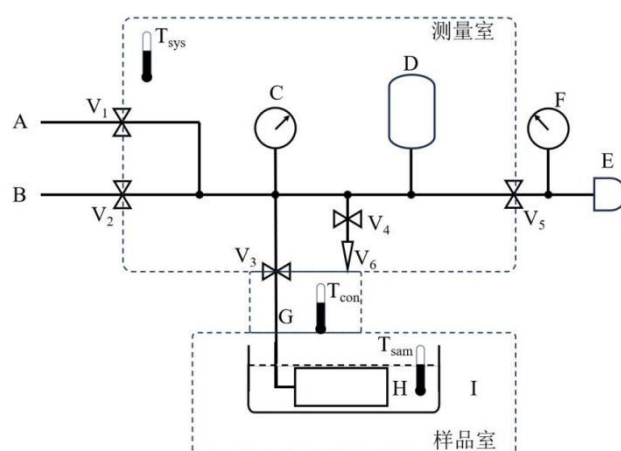 测量室
T_sys
C
D
F
A
V_1
E
B
V_2
V_4
V_5
V_3
V_6
T_con
G
T_sam
H
I
样品室